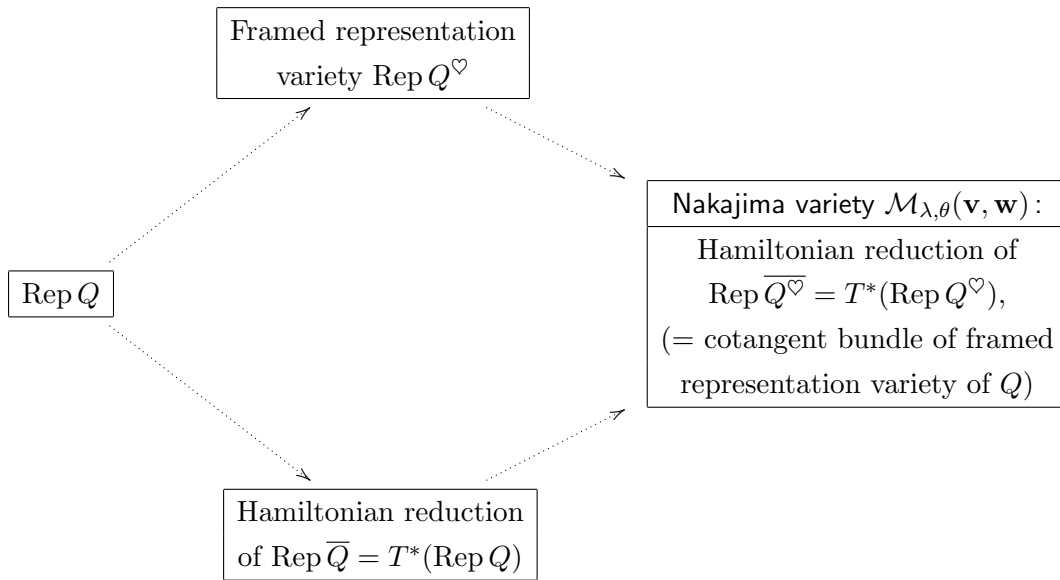 Framed representation
variety Rep Q^♡
Nakajima variety ℳ_{λ,θ}(𝐯, 𝐰) :
Hamiltonian reduction of
Rep \overline{Q^♡} = T^*(Rep Q^♡),
(= cotangent bundle of framed
representation variety of Q)
Rep Q
Hamiltonian reduction
of Rep \overline{Q} = T^*(Rep Q)